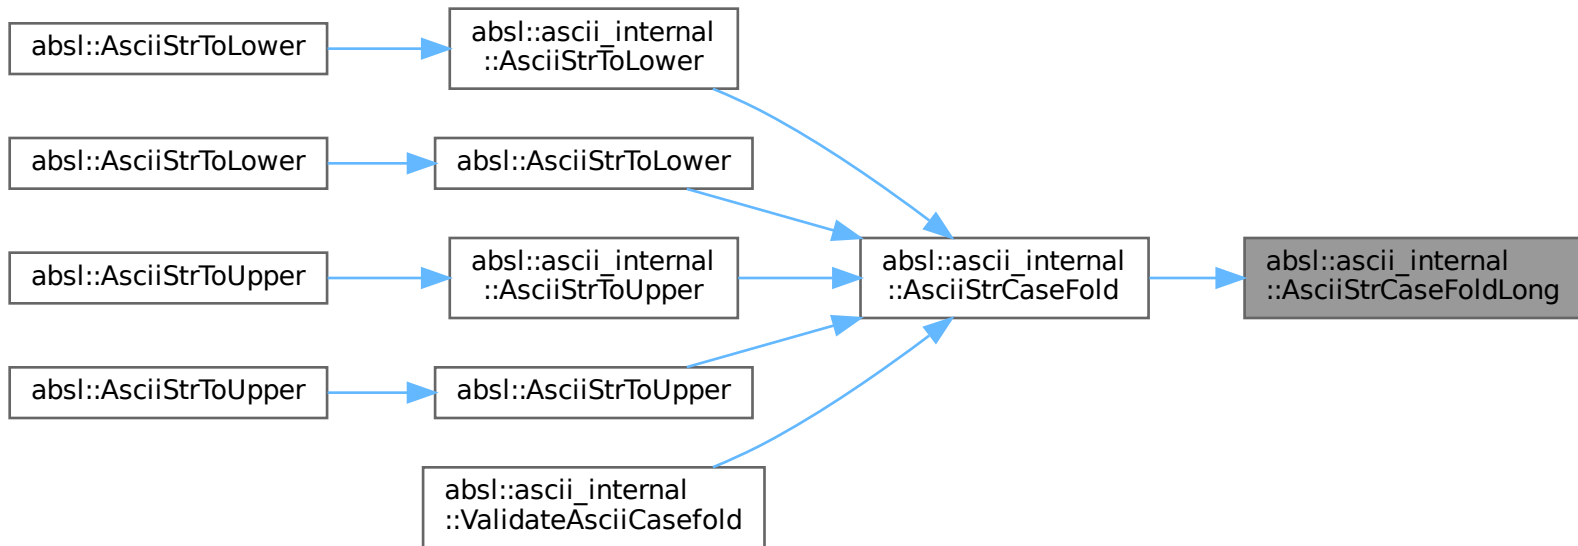 absl::AsciiStrToLower
absl::ascii_internal
::AsciiStrToLower
absl::AsciiStrToLower
absl::AsciiStrToLower
absl::AsciiStrToUpper
absl::ascii_internal
::AsciiStrToUpper
absl::ascii_internal
::AsciiStrCaseFold
absl::ascii_internal
::AsciiStrCaseFoldLong
absl::AsciiStrToUpper
absl::AsciiStrToUpper
absl::ascii_internal
::ValidateAsciiCasefold